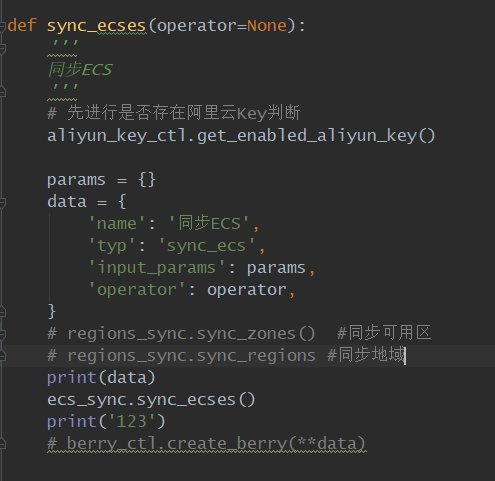 def sync_ecses(operator=None):
    '''
    同步ECS
    '''
    # 先进行是否存在阿里云Key判断
    aliyun_key_ctl.get_enabled_aliyun_key()
    params = {}
    data = {
        'name': '同步ECS',
        'typ': 'sync_ecs',
        'input_params': params,
        'operator': operator,
    }
    # regions_sync.sync_zones()  #同步可用区
    # regions_sync.sync_regions #同步地域
    print(data)
    ecs_sync.sync_ecses()
    print('123')
    # berry_ctl.create_berry(**data)